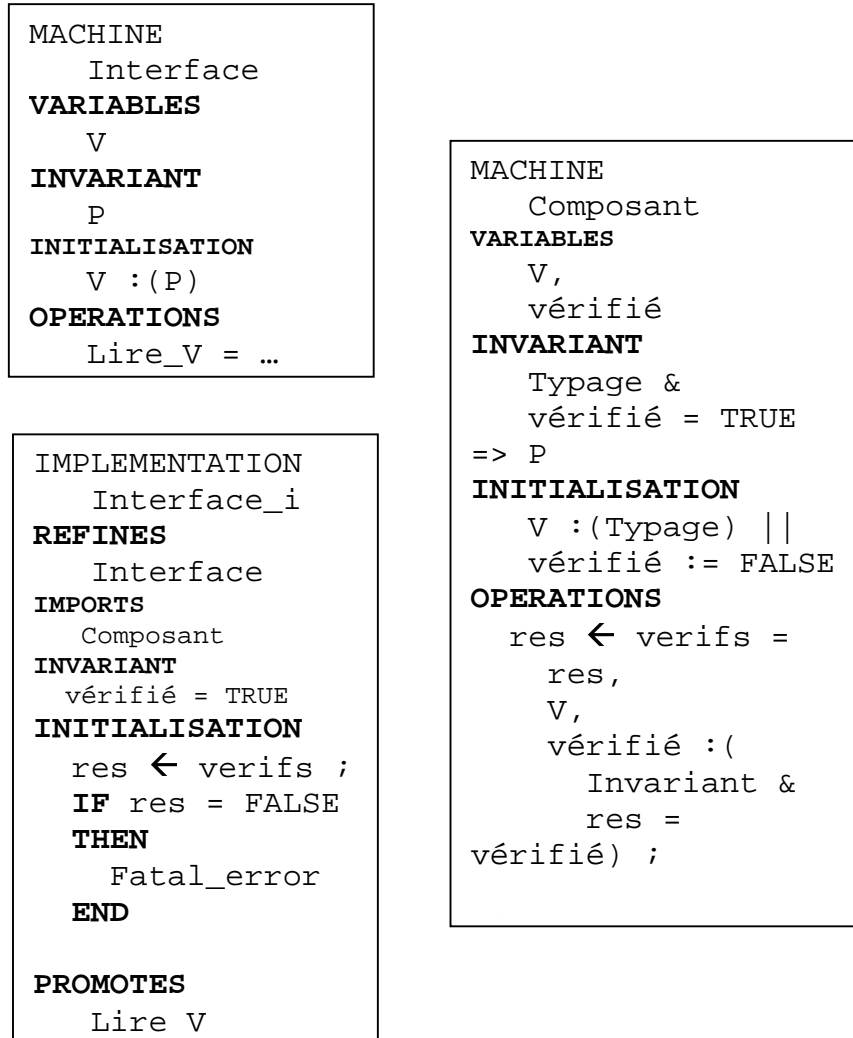 MACHINE
Interface
VARIABLES
V
INVARIANT
P
INITIALISATION
V :(P)
OPERATIONS
Lire_V = …
IMPLEMENTATION
Interface_i
REFINES
Interface
IMPORTS
Composant
INVARIANT
vérifié = TRUE
INITIALISATION
res ← verifs ;
IF res = FALSE
THEN
Fatal_error
END
PROMOTES
Lire V
MACHINE
Composant
VARIABLES
V,
vérifié
INVARIANT
Typage &
vérifié = TRUE
=> P
INITIALISATION
V :(Typage) ||
vérifié := FALSE
OPERATIONS
res ← verifs =
res,
V,
vérifié :(
Invariant &
res =
vérifié) ;